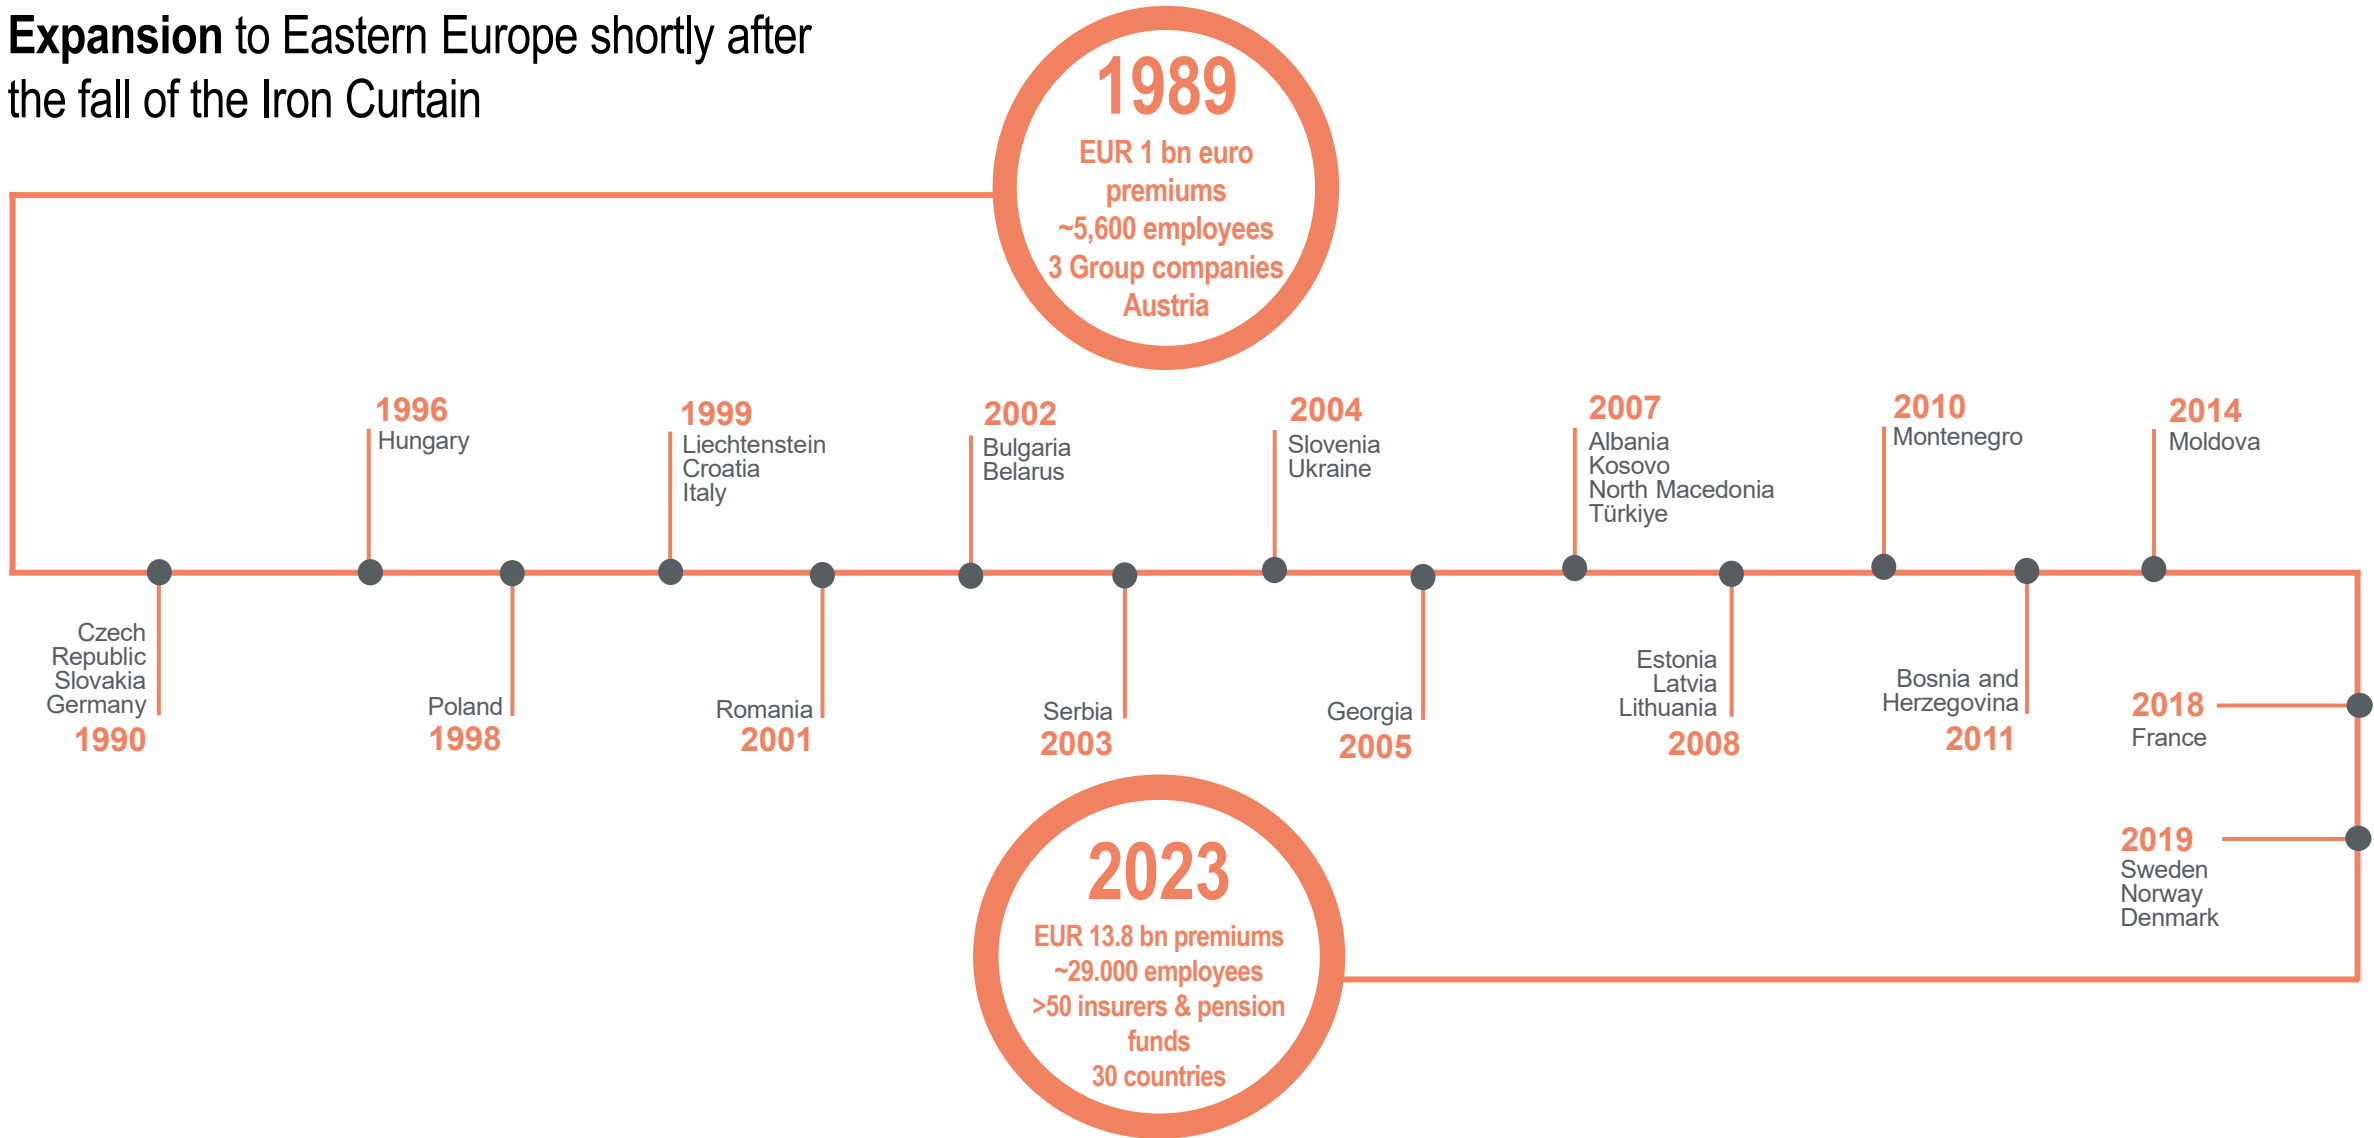 Expansion to Eastern Europe shortly after
the fall of the Iron Curtain
1989
EUR 1 bn euro
premiums
~5,600 employees
3 Group companies
Austria
1996
Hungary
1999
Liechtenstein
Croatia
Italy
2002
Bulgaria
Belarus
2004
Slovenia
Ukraine
2007
Albania
Kosovo
North Macedonia
Türkiye
2010
Montenegro
2014
Moldova
Czech
Republic
Slovakia
Germany
1990
Poland
1998
Romania
2001
Serbia
2003
Georgia
2005
Estonia
Latvia
Lithuania
2008
Bosnia and
Herzegovina
2011
2018
France
2019
Sweden
Norway
Denmark
2023
EUR 13.8 bn premiums
~29.000 employees
>50 insurers & pension
funds
30 countries